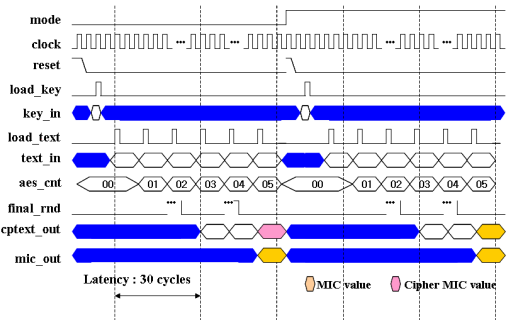 mode
clock ... ... ... ...
reset
load_key
key_in
load_text
text_in
aes_cnt 00 01 02 03 04 05 00 01 02 03 04 05
final_rnd ... ... ... ...
cptext_out
mic_out
Latency : 30 cycles
MIC value Cipher MIC value